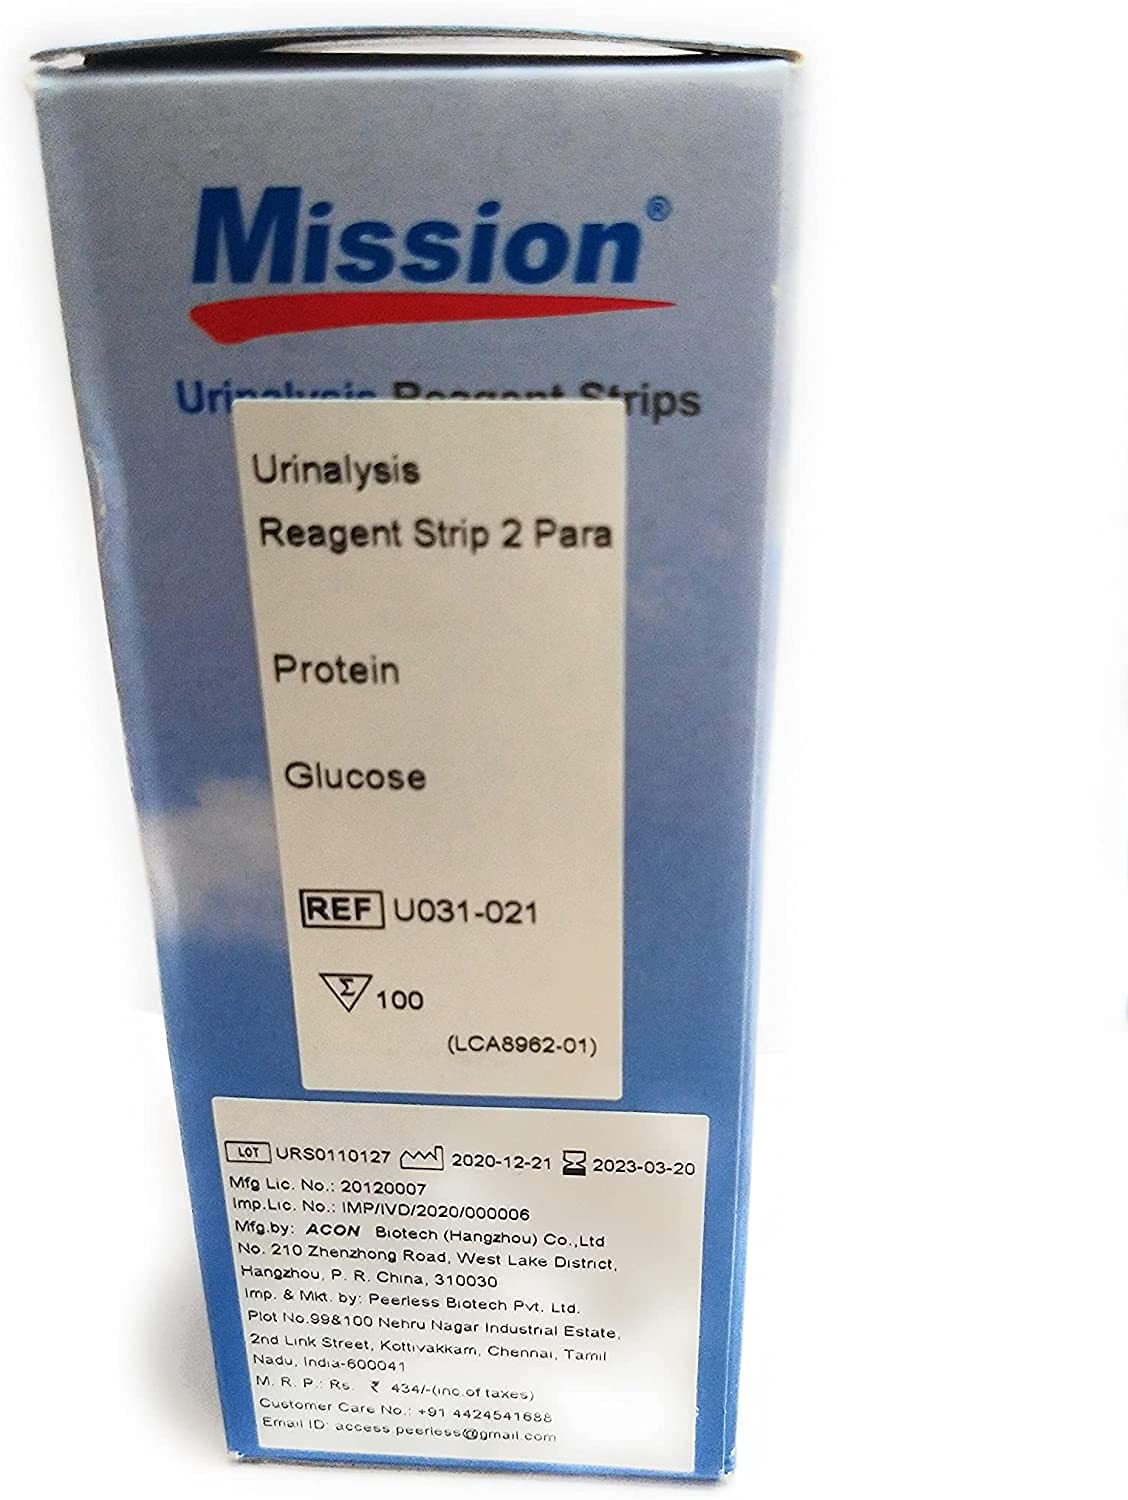 Mission®
Urinalysis Reagent Strips
Urinalysis
Reagent Strip 2 Para
Protein
Glucose
REF U031-021
Σ 100
(LCA8962-01)
LOT URS0110127 2020-12-21 2023-03-20
Mfg Lic. No.: 20120007
Imp.Lic. No.: IMP/IVD/2020/000006
Mfg.by: ACON Biotech (Hangzhou) Co.,Ltd
No. 210 Zhenzhong Road, West Lake District,
Hangzhou, P. R. China, 310030
Imp. & Mkt. by: Peerless Biotech Pvt. Ltd.
Plot No.99&100 Nehru Nagar Industrial Estate,
2nd Link Street, Kottivakkam, Chennai, Tamil
Nadu, India-600041
M. R. P.: Rs. ₹ 434/-(inc.of taxes)
Customer Care No.: +91 4424541688
Email ID: access.peerless@gmail.com